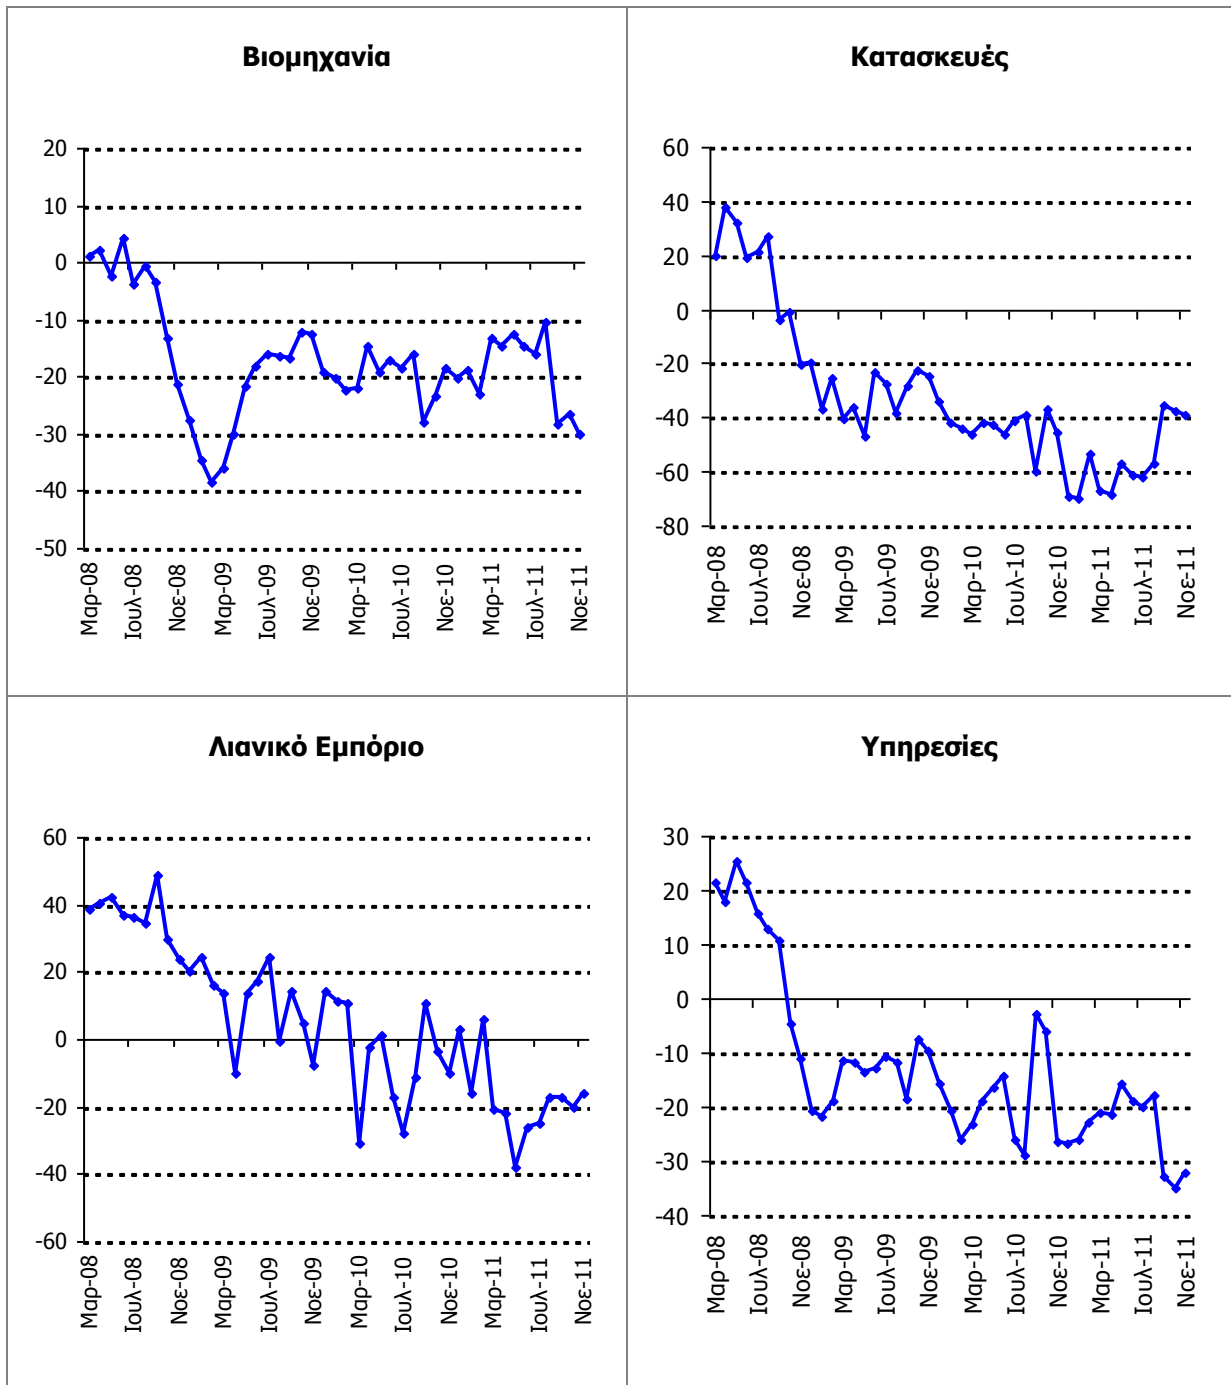 Βιομηχανία
20
10
0
-10
-20
-30
-40
-50
Μαρ-08
Ιουλ-08
Νοε-08
Μαρ-09
Ιουλ-09
Νοε-09
Μαρ-10
Ιουλ-10
Νοε-10
Μαρ-11
Ιουλ-11
Νοε-11
Κατασκευές
60
40
20
0
-20
-40
-60
-80
Μαρ-08
Ιουλ-08
Νοε-08
Μαρ-09
Ιουλ-09
Νοε-09
Μαρ-10
Ιουλ-10
Νοε-10
Μαρ-11
Ιουλ-11
Νοε-11
Λιανικό Εμπόριο
60
40
20
0
-20
-40
-60
Μαρ-08
Ιουλ-08
Νοε-08
Μαρ-09
Ιουλ-09
Νοε-09
Μαρ-10
Ιουλ-10
Νοε-10
Μαρ-11
Ιουλ-11
Νοε-11
Υπηρεσίες
30
20
10
0
-10
-20
-30
-40
Μαρ-08
Ιουλ-08
Νοε-08
Μαρ-09
Ιουλ-09
Νοε-09
Μαρ-10
Ιουλ-10
Νοε-10
Μαρ-11
Ιουλ-11
Νοε-11